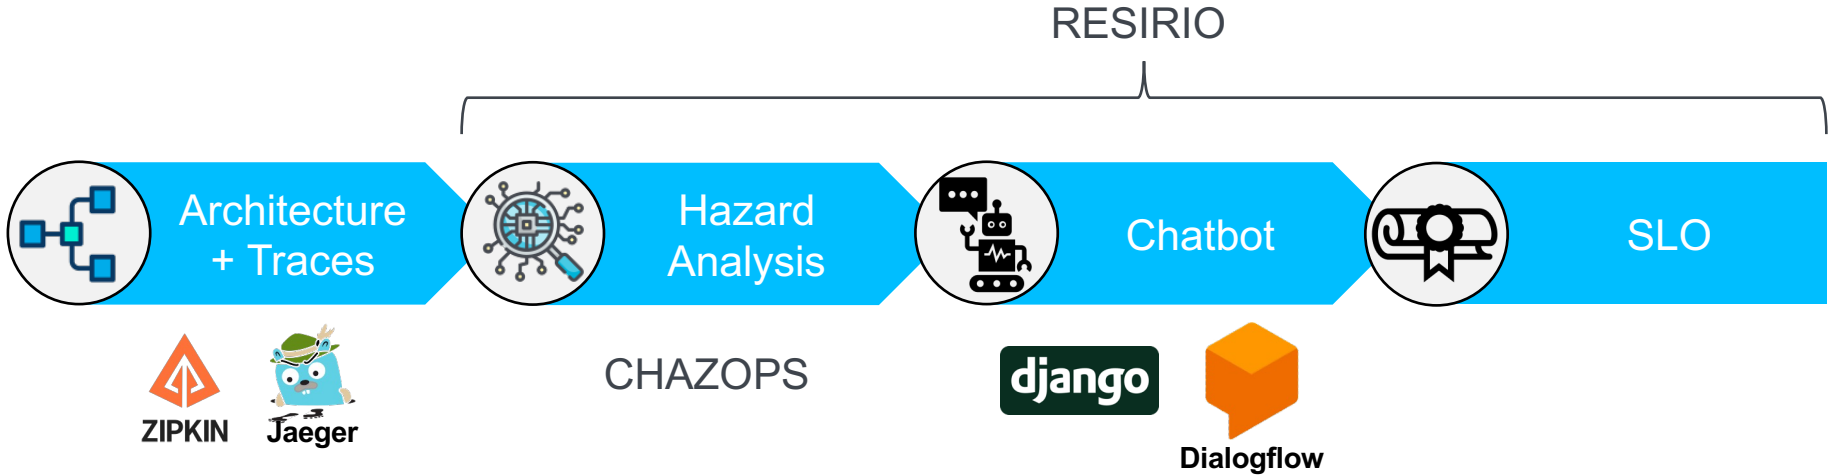 RESIRIO
Architecture
+ Traces
Hazard
Analysis
Chatbot
SLO
ZIPKIN
Jaeger
CHAZOPS
django
Dialogflow